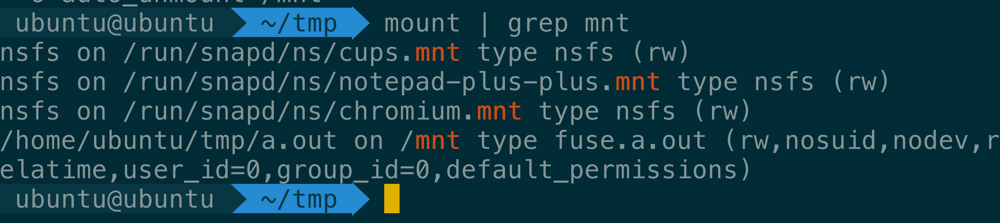 auto_unmount /mnt
ubuntu@ubuntu ~/tmp mount | grep mnt
nsfs on /run/snapd/ns/cups.mnt type nsfs (rw)
nsfs on /run/snapd/ns/notepad-plus-plus.mnt type nsfs (rw)
nsfs on /run/snapd/ns/chromium.mnt type nsfs (rw)
/home/ubuntu/tmp/a.out on /mnt type fuse.a.out (rw,nosuid,nodev,r
elatime,user_id=0,group_id=0,default_permissions)
ubuntu@ubuntu ~/tmp